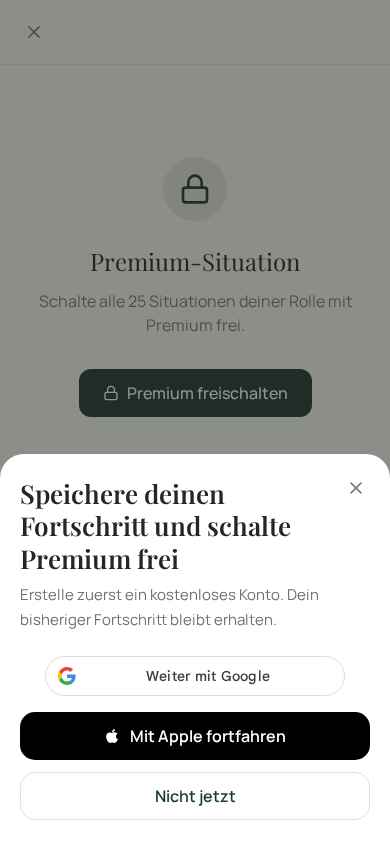 Premium-Situation
Schalte alle 25 Situationen deiner Rolle mit
Premium frei.
Premium freischalten
Speichere deinen
Fortschritt und schalte
Premium frei
Erstelle zuerst ein kostenloses Konto. Dein
bisheriger Fortschritt bleibt erhalten.
Weiter mit Google
Mit Apple fortfahren
Nicht jetzt